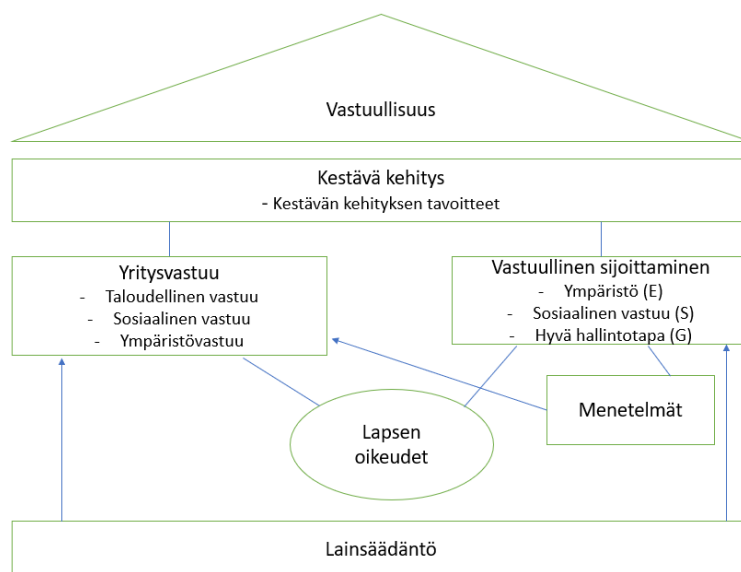 Vastuullisuus
Kestävä kehitys
- Kestävän kehityksen tavoitteet
Yritysvastuu
- Taloudellinen vastuu
- Sosiaalinen vastuu
- Ympäristövastuu
Vastuullinen sijoittaminen
- Ympäristö (E)
- Sosiaalinen vastuu (S)
- Hyvä hallintotapa (G)
Menetelmät
Lapsen
oikeudet
Lainsäädäntö